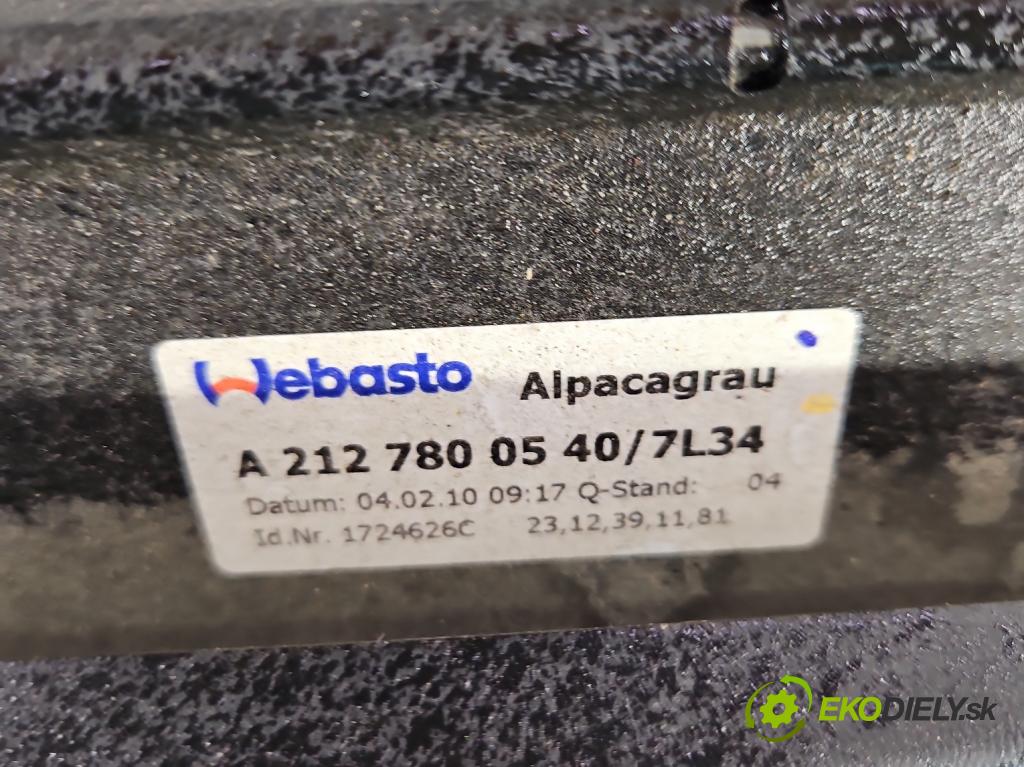 Webasto Alpacagrau
A 212 780 05 40/7L34
Datum: 04.02.10 09:17 Q-Stand: 04
Id.Nr. 1724626C 23,12,39,11,81
EKODIELY.sk